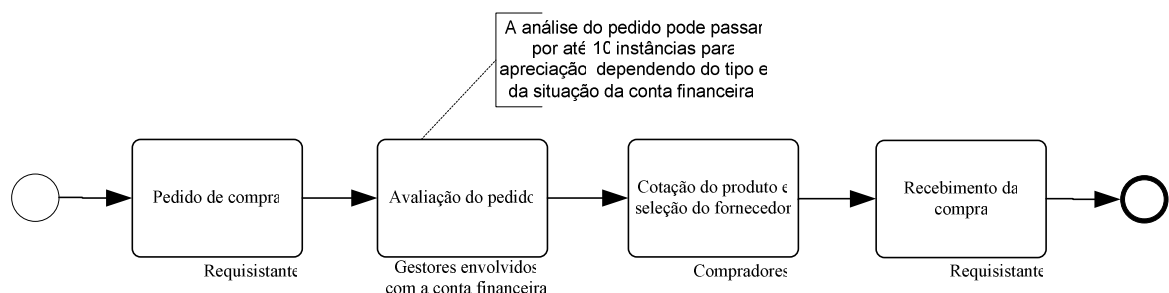 A análise do pedido pode passar
por até 10 instâncias para
apreciação dependendo do tipo e
da situação da conta financeira
Pedido de compra
Avaliação do pedido
Cotação do produto e
seleção do fornecedor
Recebimento da
compra
Requisistante
Gestores envolvidos
com a conta financeira
Compradores
Requisistante